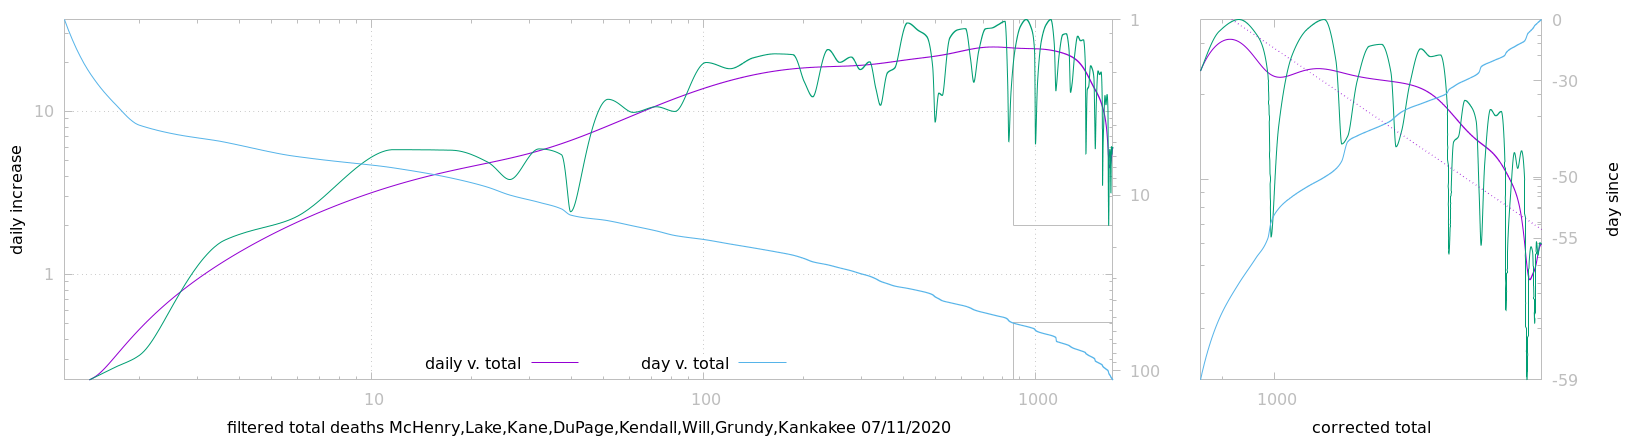 1
0
10
-30
daily increase
day since
-50
10
-55
1
daily v. total
day v. total
100
-59
10
100
1000
1000
filtered total deaths McHenry,Lake,Kane,DuPage,Kendall,Will,Grundy,Kankakee 07/11/2020
corrected total